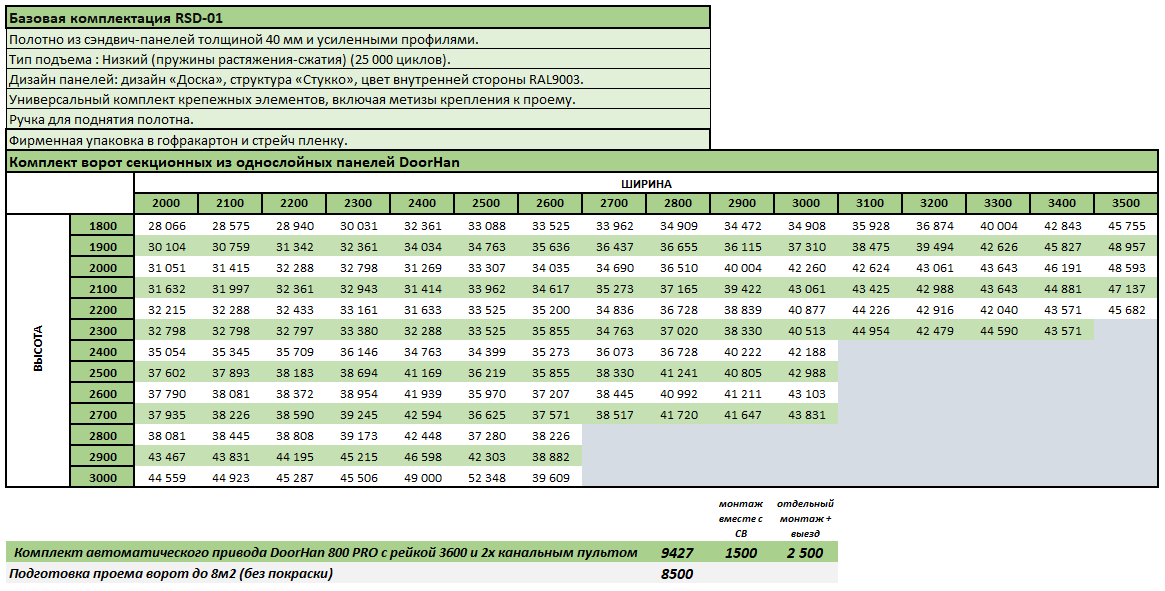 Базовая комплектация RSD-01
Полотно из сэндвич-панелей толщиной 40 мм и усиленными профилями.
Тип подъема : Низкий (пружины растяжения-сжатия) (25 000 циклов).
Дизайн панелей: дизайн «Доска», структура «Стукко», цвет внутренней стороны RAL9003.
Универсальный комплект крепежных элементов, включая метизы крепления к проему.
Ручка для поднятия полотна.
Фирменная упаковка в гофракартон и стрейч пленку.
Комплект ворот секционных из однослойных панелей DoorHan
ШИРИНА
2000 2100 2200 2300 2400 2500 2600 2700 2800 2900 3000 3100 3200 3300 3400 3500
ВЫСОТА
1800 28 066 28 575 28 940 30 031 32 361 33 088 33 525 33 962 34 909 34 472 34 908 35 928 36 874 40 004 42 843 45 755
1900 30 104 30 759 31 342 32 361 34 034 34 763 35 636 36 437 36 655 36 115 37 310 38 475 39 494 42 626 45 827 48 957
2000 31 051 31 415 32 288 32 798 31 269 33 307 34 035 34 690 36 510 40 004 42 260 42 624 43 061 43 643 46 191 48 593
2100 31 632 31 997 32 361 32 943 31 414 33 962 34 617 35 273 37 165 39 422 43 061 43 425 42 988 43 643 44 881 47 137
2200 32 215 32 288 32 433 33 161 31 633 33 525 35 200 34 836 36 728 38 839 40 877 44 226 42 916 42 040 43 571 45 682
2300 32 798 32 798 32 797 33 380 32 288 33 525 35 855 34 763 37 020 38 330 40 513 44 954 42 479 44 590 43 571
2400 35 054 35 345 35 709 36 146 34 763 34 399 35 273 36 073 36 728 40 222 42 188
2500 37 602 37 893 38 183 38 694 41 169 36 219 35 855 38 330 41 241 40 805 42 988
2600 37 790 38 081 38 372 38 954 41 939 35 970 37 207 38 445 40 992 41 211 43 103
2700 37 935 38 226 38 590 39 245 42 594 36 625 37 571 38 517 41 720 41 647 43 831
2800 38 081 38 445 38 808 39 173 42 448 37 280 38 226
2900 43 467 43 831 44 195 45 215 46 598 42 303 38 882
3000 44 559 44 923 45 287 45 506 49 000 52 348 39 609
монтаж вместе с СВ
отдельный монтаж + выезд
Комплект автоматического привода DoorHan 800 PRO с рейкой 3600 и 2х канальным пультом 9427 1500 2 500
Подготовка проема ворот до 8м2 (без покраски) 8500